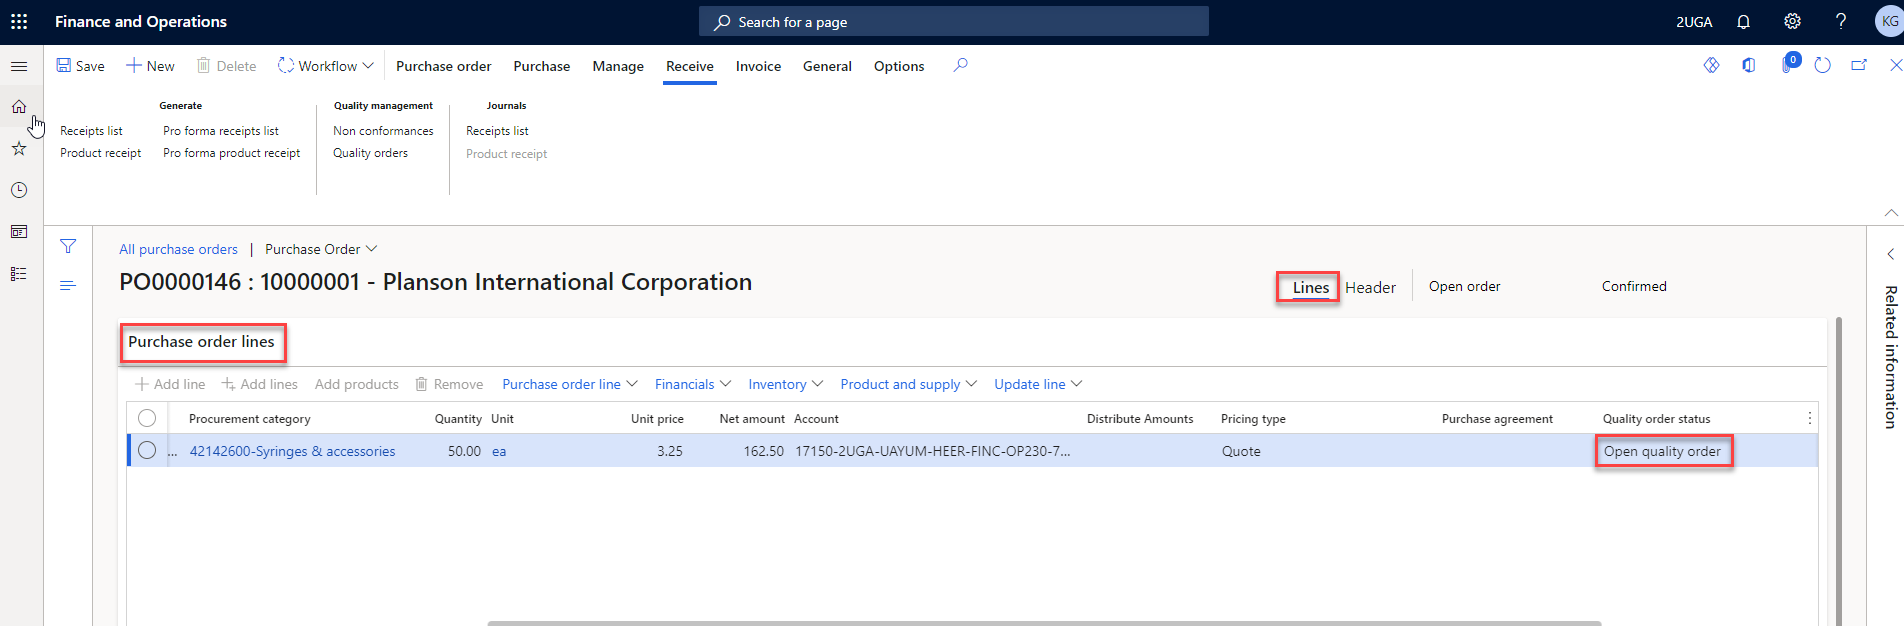 Finance and Operations
Search for a page
2UGA
?
KG
Save
New
Delete
Workflow
Purchase order
Purchase
Manage
Receive
Invoice
General
Options
0
Generate
Receipts list
Pro forma receipts list
Product receipt
Pro forma product receipt
Quality management
Non conformances
Quality orders
Journals
Receipts list
Product receipt
All purchase orders | Purchase Order
PO0000146 : 10000001 - Planson International Corporation
Lines
Header
Open order
Confirmed
Related information
Purchase order lines
Add line
Add lines
Add products
Remove
Purchase order line
Financials
Inventory
Product and supply
Update line
Procurement category Quantity Unit Unit price Net amount Account Distribute Amounts Pricing type Purchase agreement Quality order status
... 42142600-Syringes & accessories 50.00 ea 3.25 162.50 17150-2UGA-UAYUM-HEER-FINC-OP230-7... Quote Open quality order